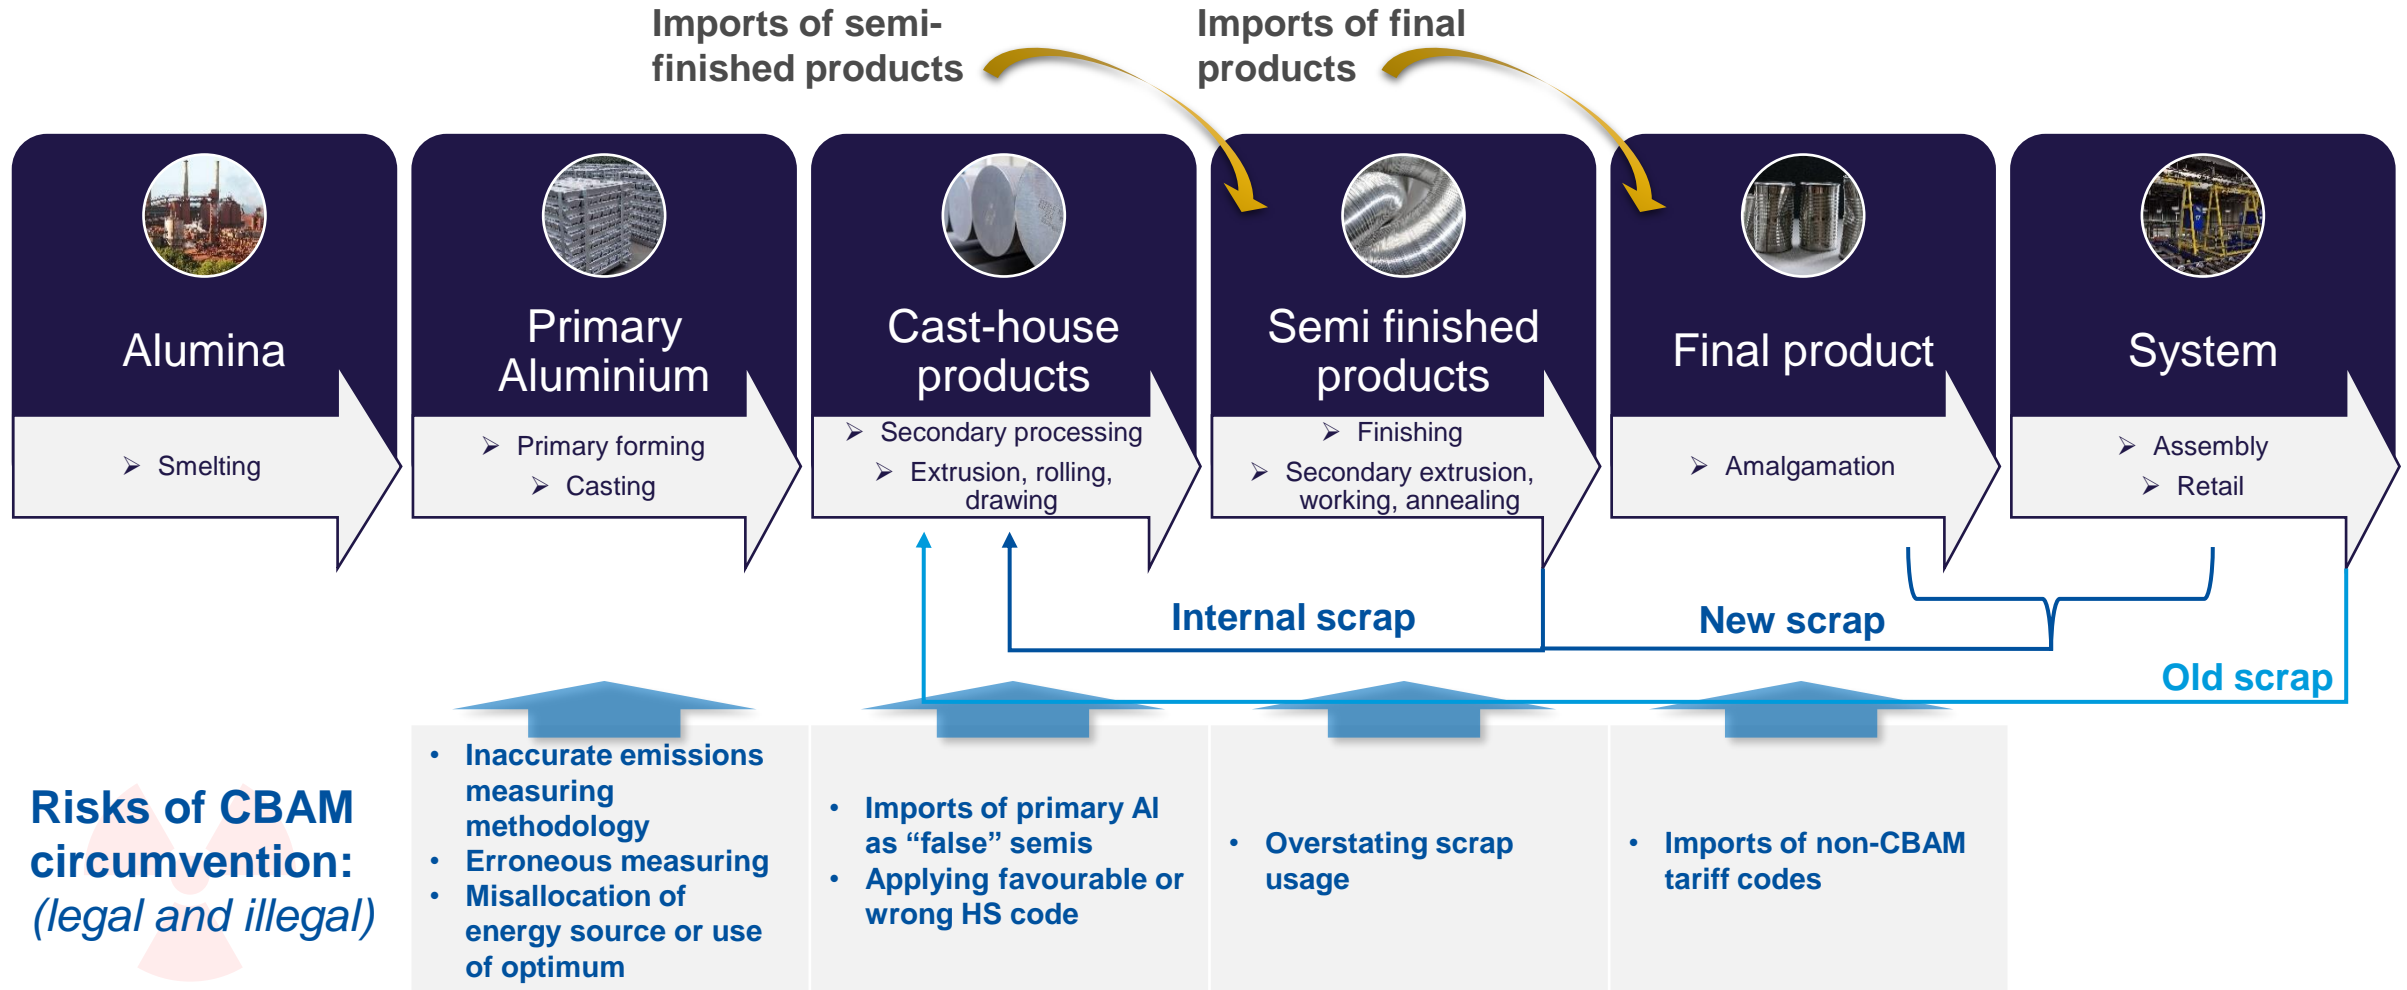 Imports of semi-
finished products
Imports of final
products
Alumina
Primary
Aluminium
Cast-house
products
Semi finished
products
Final product
System
➢ Smelting
➢ Primary forming
➢ Casting
➢ Secondary processing
➢ Extrusion, rolling,
drawing
➢ Finishing
➢ Secondary extrusion,
working, annealing
➢ Amalgamation
➢ Assembly
➢ Retail
Internal scrap
New scrap
Old scrap
Risks of CBAM
circumvention:
(legal and illegal)
• Inaccurate emissions
measuring
methodology
• Erroneous measuring
• Misallocation of
energy source or use
of optimum
• Imports of primary Al
as “false” semis
• Applying favourable or
wrong HS code
• Overstating scrap
usage
• Imports of non-CBAM
tariff codes